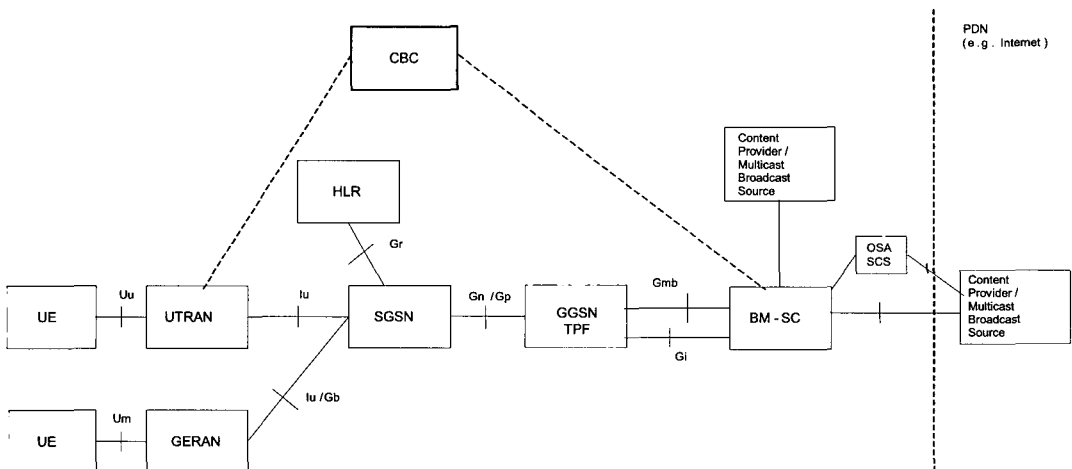 PDN
(e.g. Internet)
CBC
Content
Provider /
Multicast
Broadcast
Source
HLR
Gr
OSA
SCS
Gmb
Uu
Iu
Gn /Gp
UE
UTRAN
SGSN
GGSN
TPF
BM - SC
Content
Provider /
Multicast
Broadcast
Source
Gi
Iu /Gb
Um
UE
GERAN